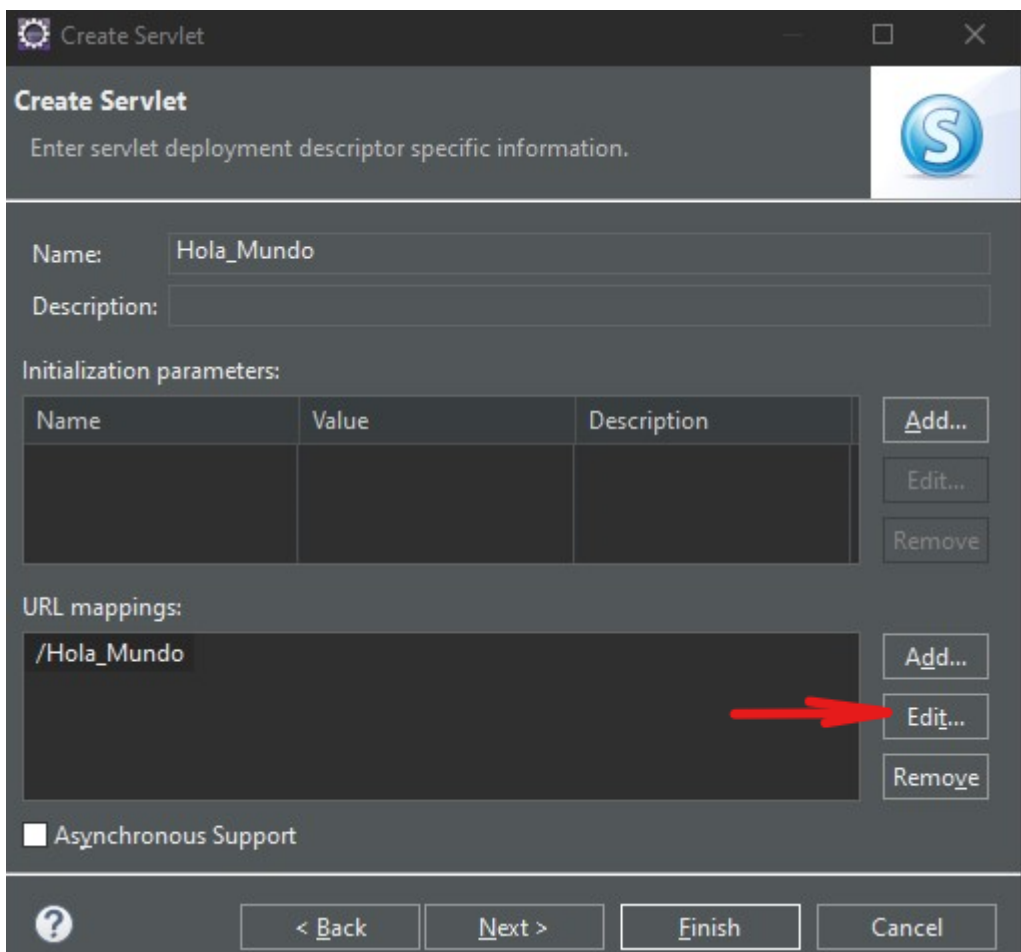 Create Servlet
Create Servlet
Enter servlet deployment descriptor specific information.
S
Name: Hola_Mundo
Description:
Initialization parameters:
Name Value Description
Add...
Edit...
Remove
URL mappings:
/Hola_Mundo
Add...
Edit...
Remove
Asynchronous Support
? < Back Next > Finish Cancel